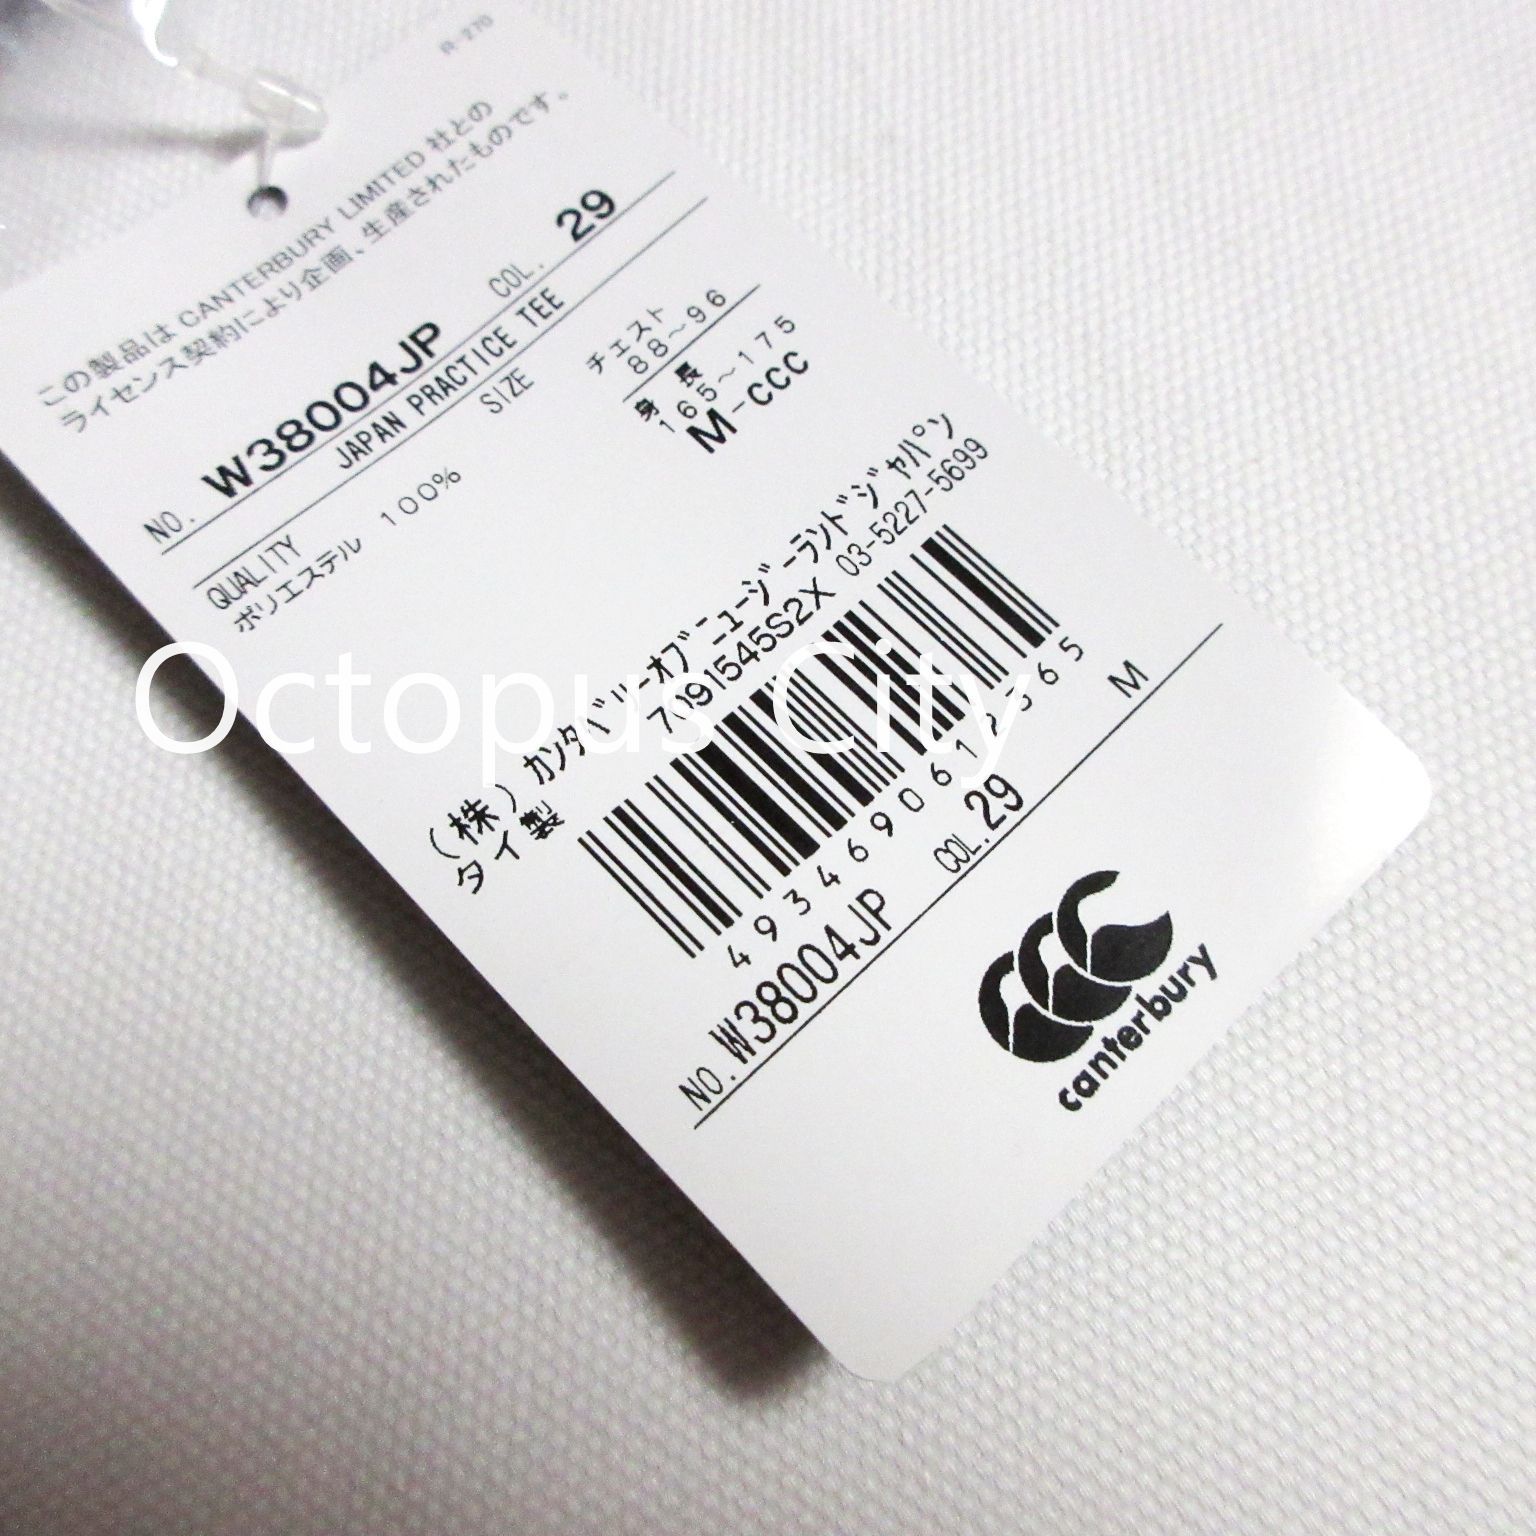 R-270
この製品は CANTERBURY LIMITED 社との
ライセンス契約により企画、生産されたものです。
NO. W38004JP COL. 29
JAPAN PRACTICE TEE
QUALITY SIZE
ポリエステル 100%
チェスト
88~96
身長
165~175
M-CCC
(株)カンタベリーオブニュージーランドジャパン
タイ製 7091545S2X 03-5227-5699
4934690612365
NO. W38004JP COL. 29 M
canterbury
Octopus City